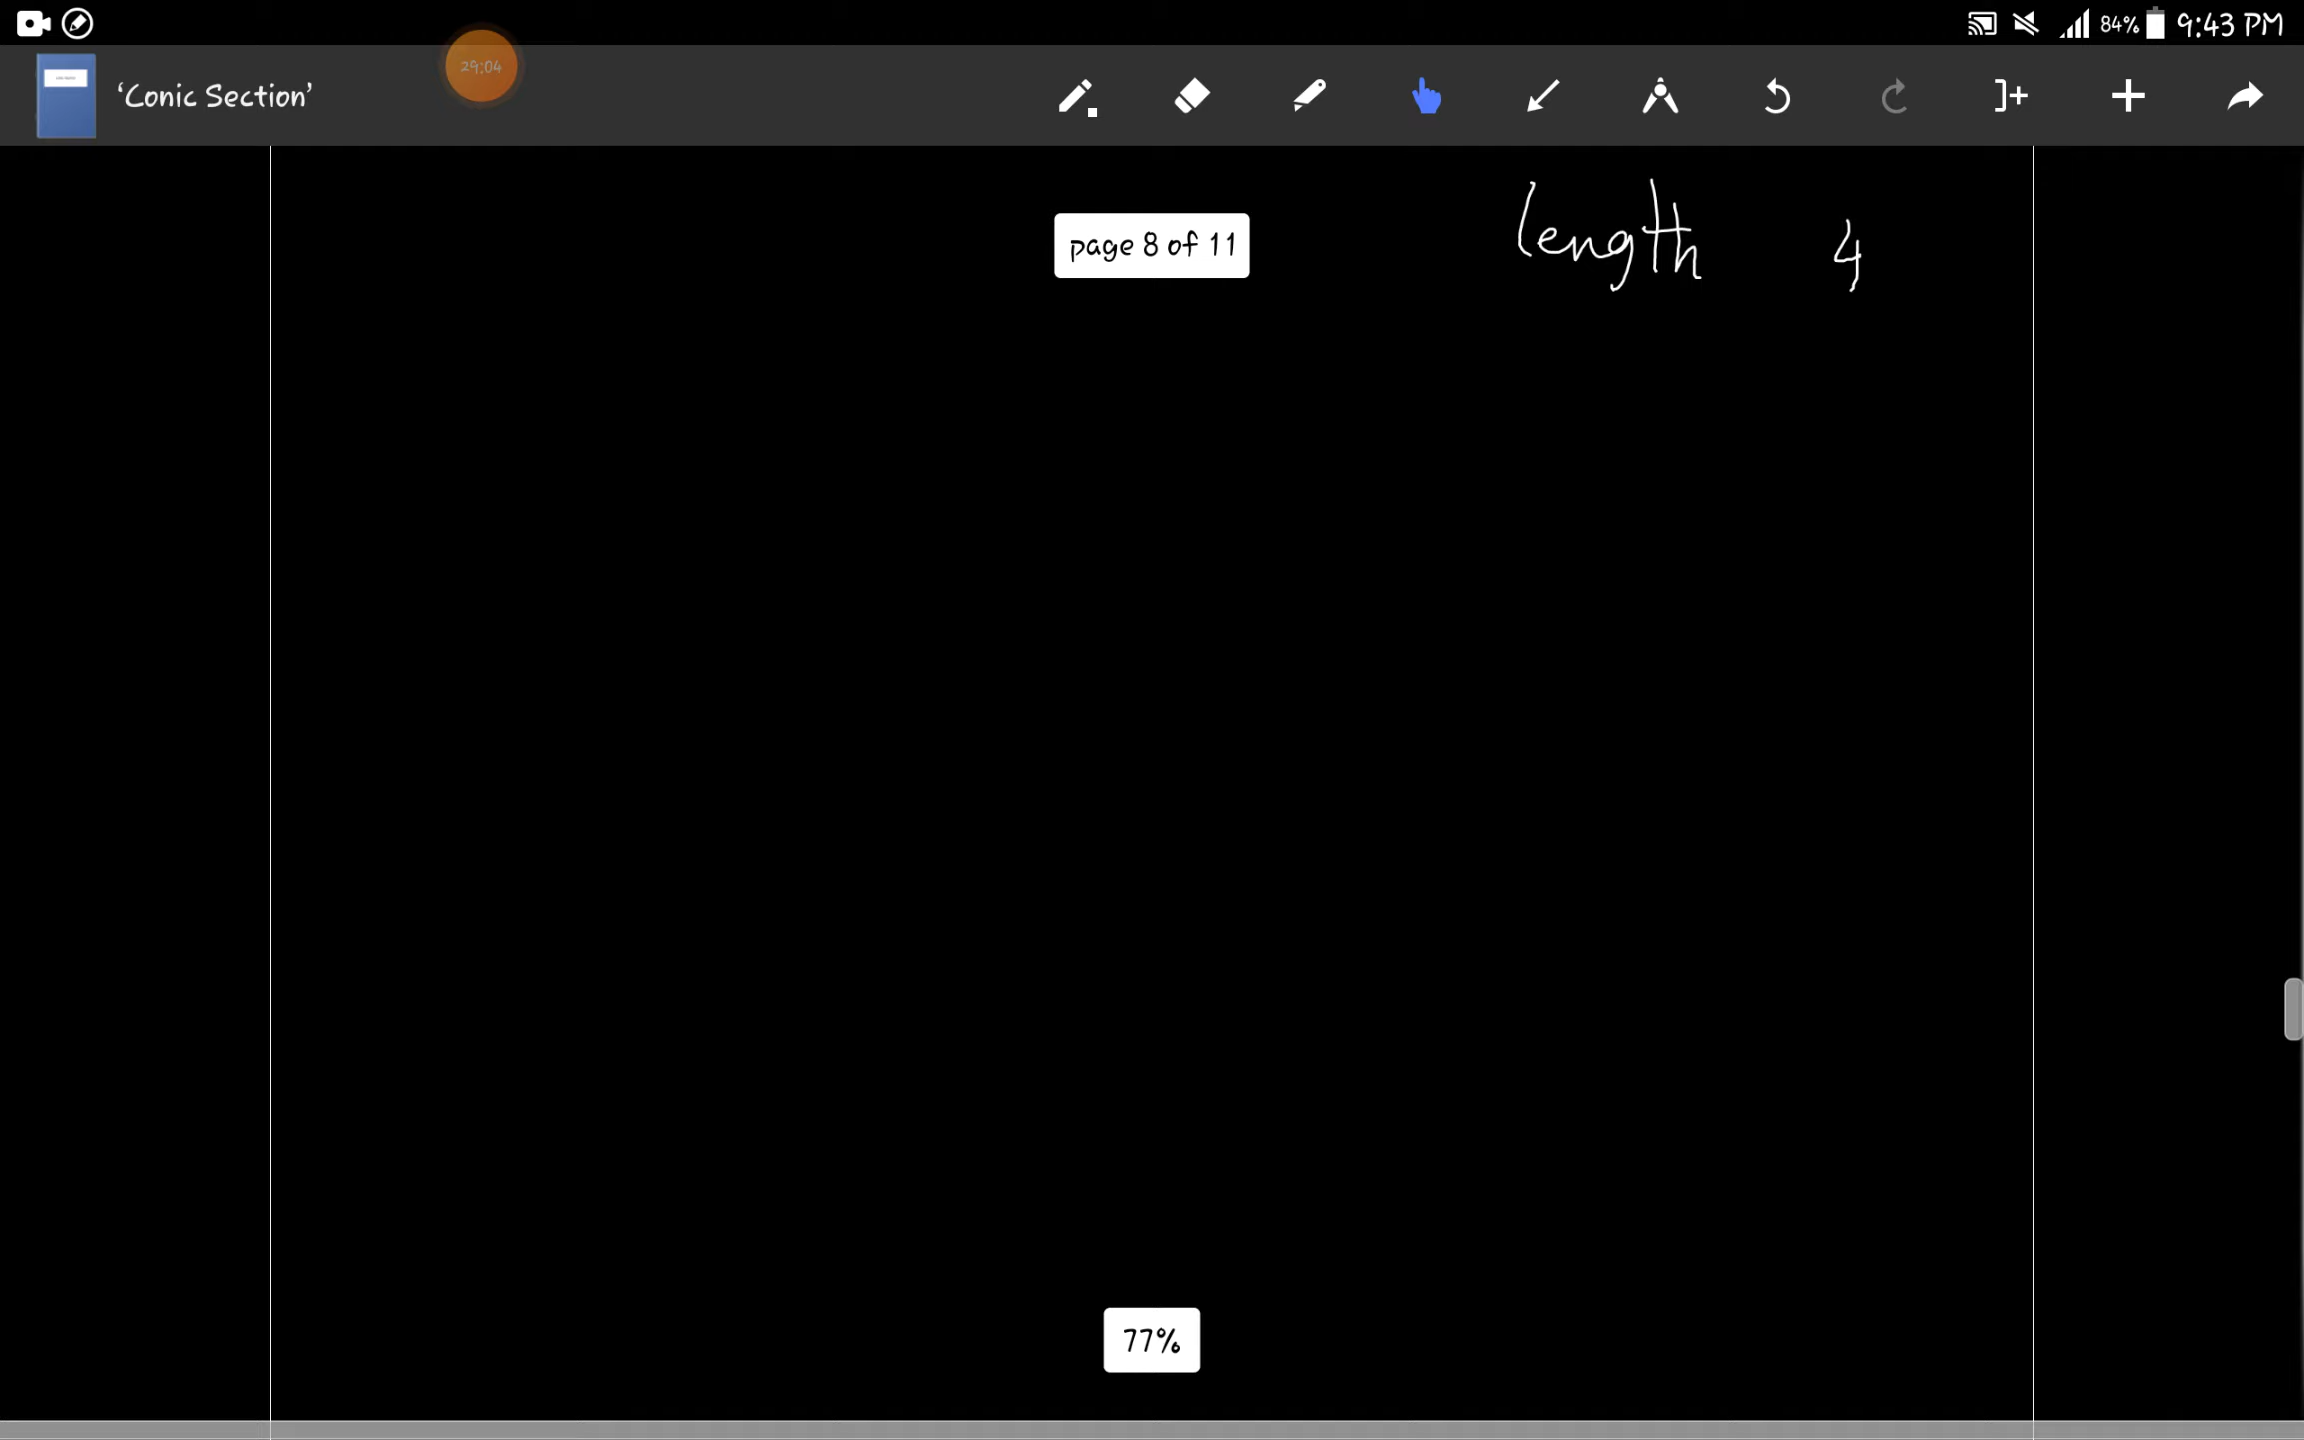 84% 9:43 PM
'Conic Section'
29:04
]+
page 8 of 11
length 4
77%